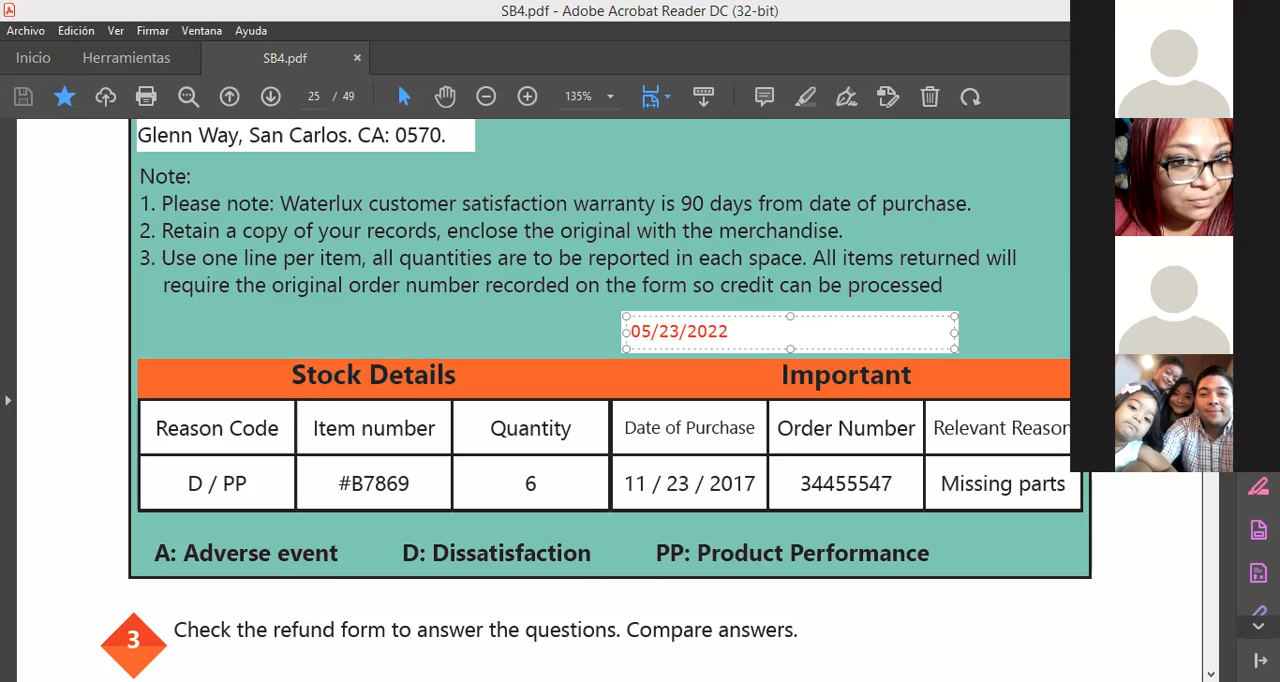 SB4.pdf - Adobe Acrobat Reader DC (32-bit)
Archivo Edición Ver Firmar Ventana Ayuda
Inicio Herramientas SB4.pdf ×
25 / 49 135%
Glenn Way, San Carlos. CA: 0570.
Note:
1. Please note: Waterlux customer satisfaction warranty is 90 days from date of purchase.
2. Retain a copy of your records, enclose the original with the merchandise.
3. Use one line per item, all quantities are to be reported in each space. All items returned will
require the original order number recorded on the form so credit can be processed
05/23/2022
Stock Details Important
Reason Code Item number Quantity Date of Purchase Order Number Relevant Reason
D / PP #B7869 6 11 / 23 / 2017 34455547 Missing parts
A: Adverse event D: Dissatisfaction PP: Product Performance
3 Check the refund form to answer the questions. Compare answers.